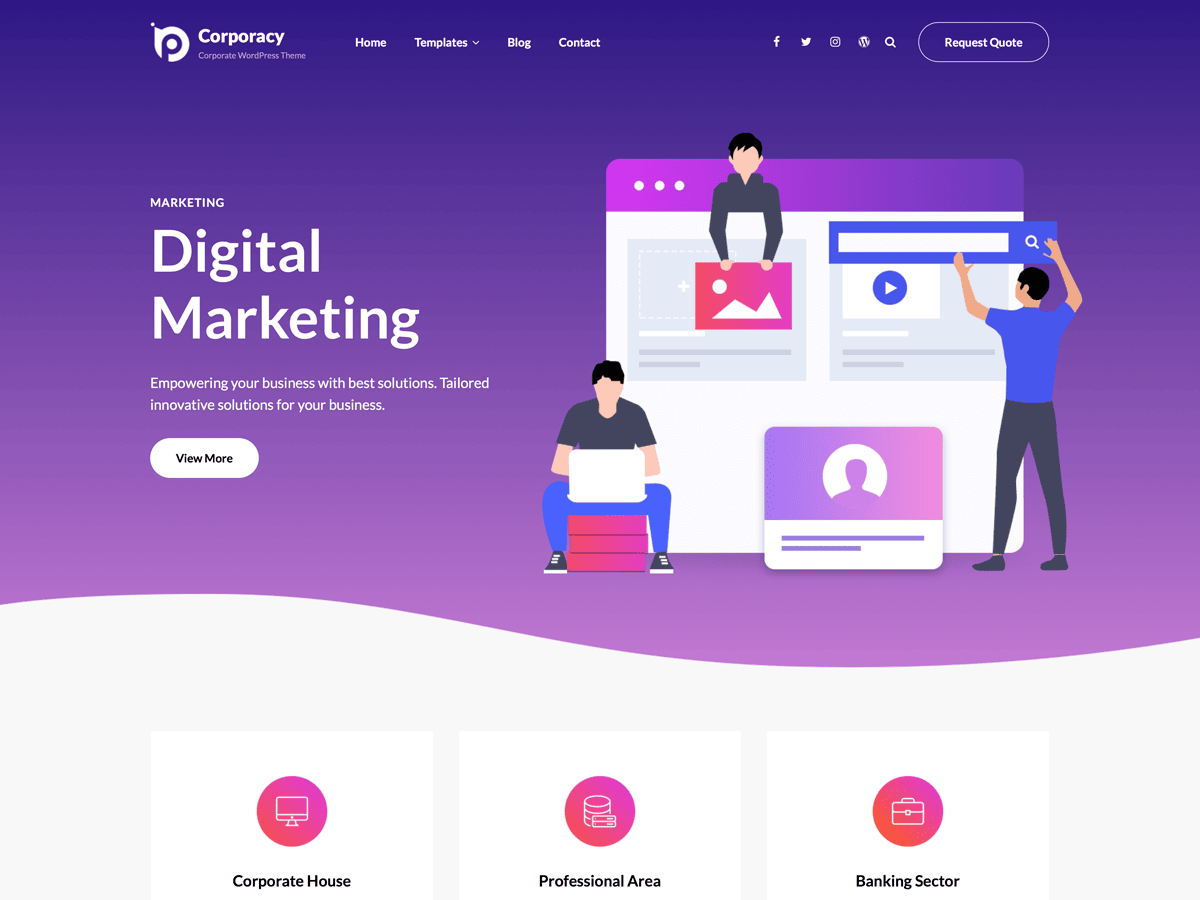 Corporacy
Corporate WordPress Theme
Home
Templates
Blog
Contact
Request Quote
MARKETING
Digital
Marketing
Empowering your business with best solutions. Tailored
innovative solutions for your business.
View More
Corporate House
Professional Area
Banking Sector